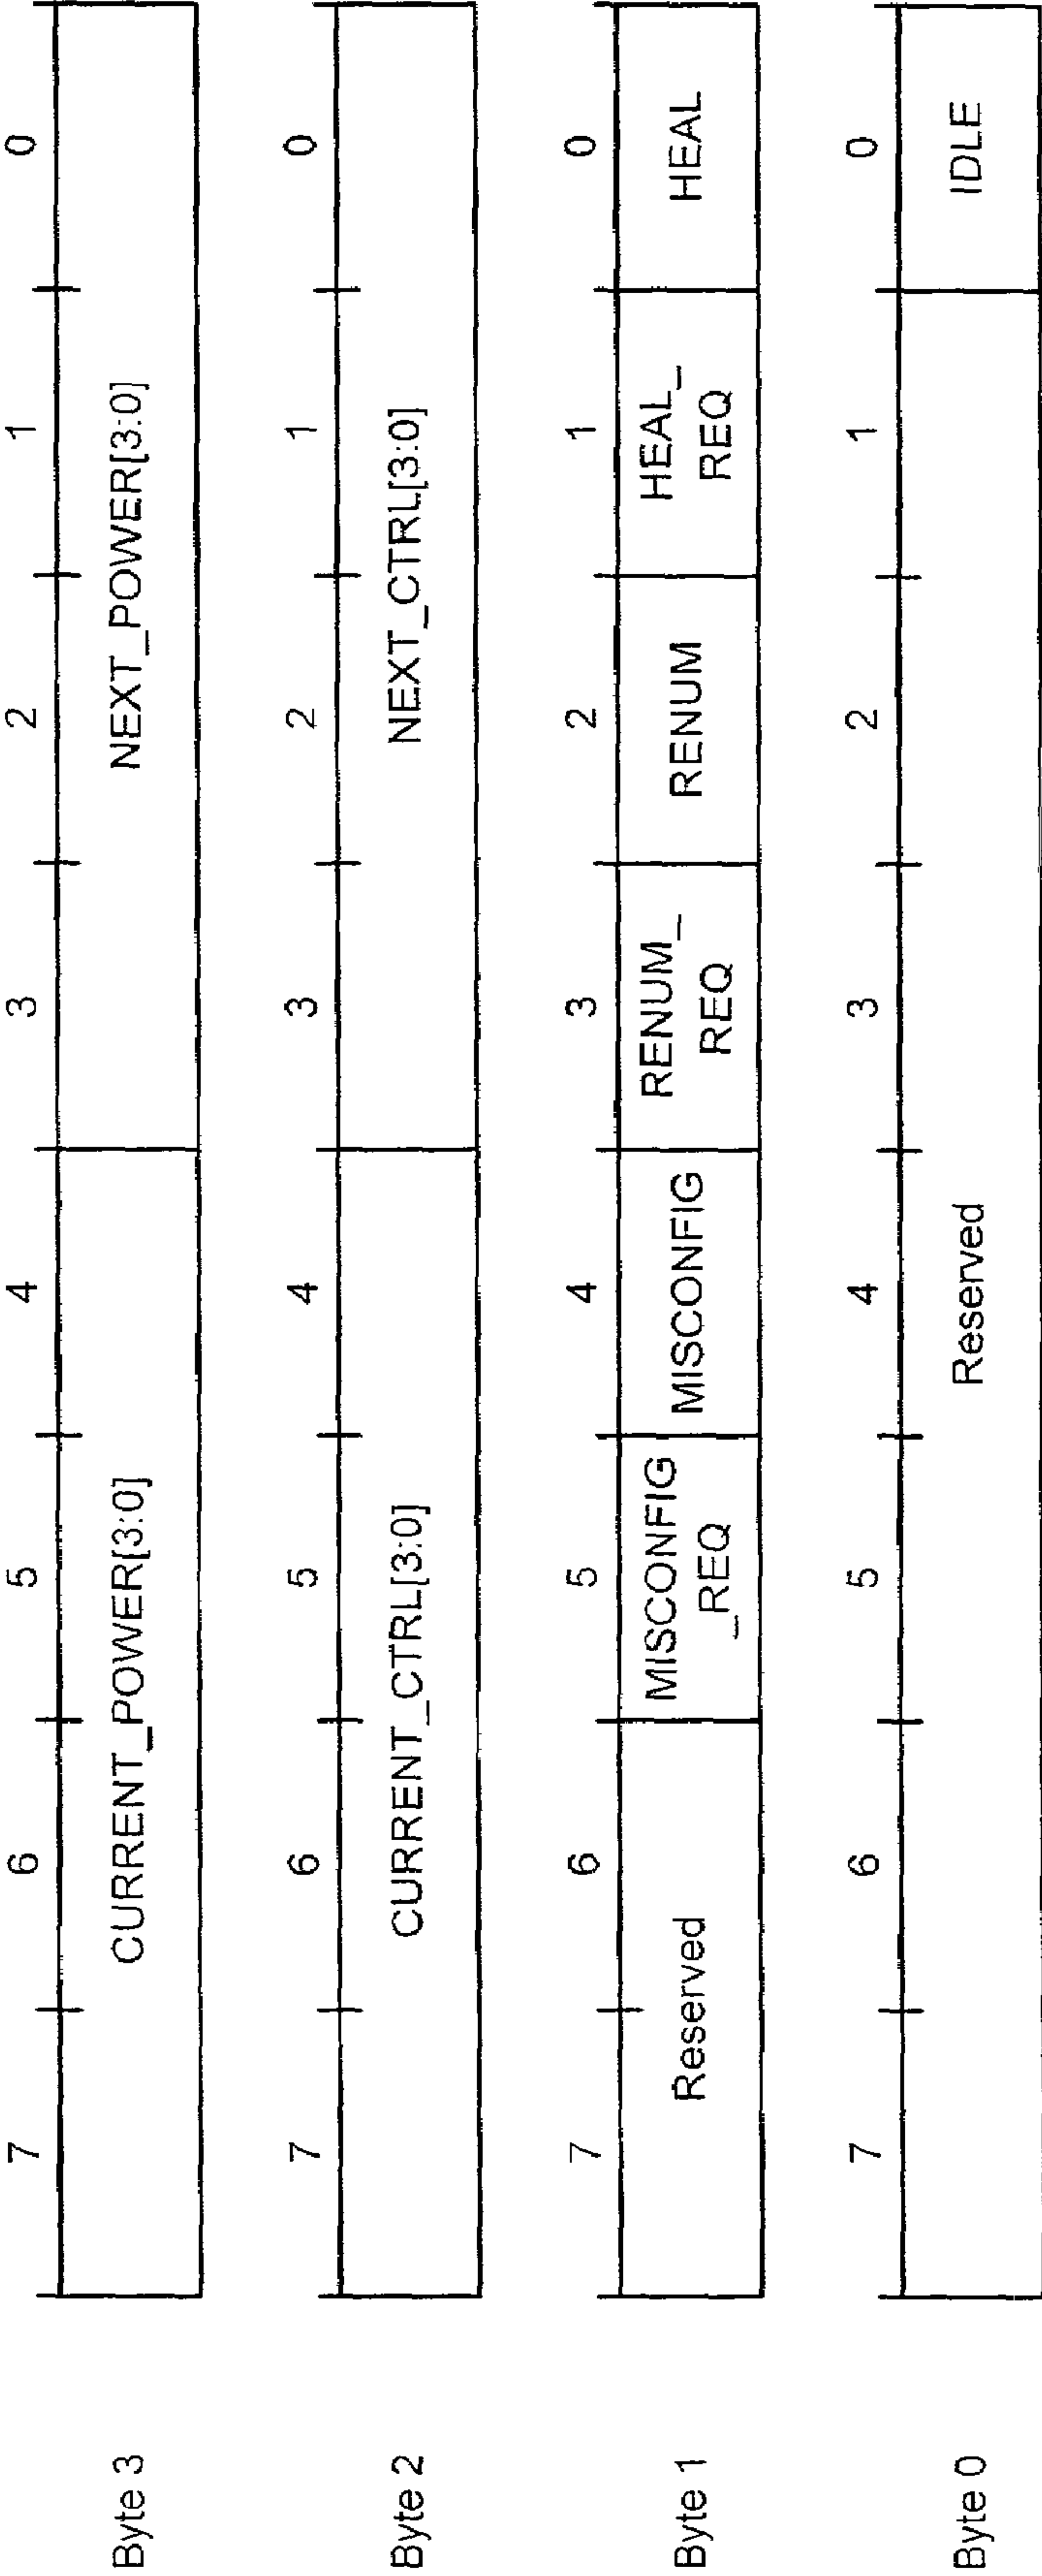 7 6 5 4 3 2 1 0
Byte 3 CURRENT_POWER[3:0] NEXT_POWER[3:0]
7 6 5 4 3 2 1 0
Byte 2 CURRENT_CTRL[3:0] NEXT_CTRL[3:0]
7 6 5 4 3 2 1 0
Byte 1 Reserved MISCONFIG
_REQ MISCONFIG RENUM_
REQ RENUM HEAL_
REQ HEAL
7 6 5 4 3 2 1 0
Byte 0 Reserved IDLE